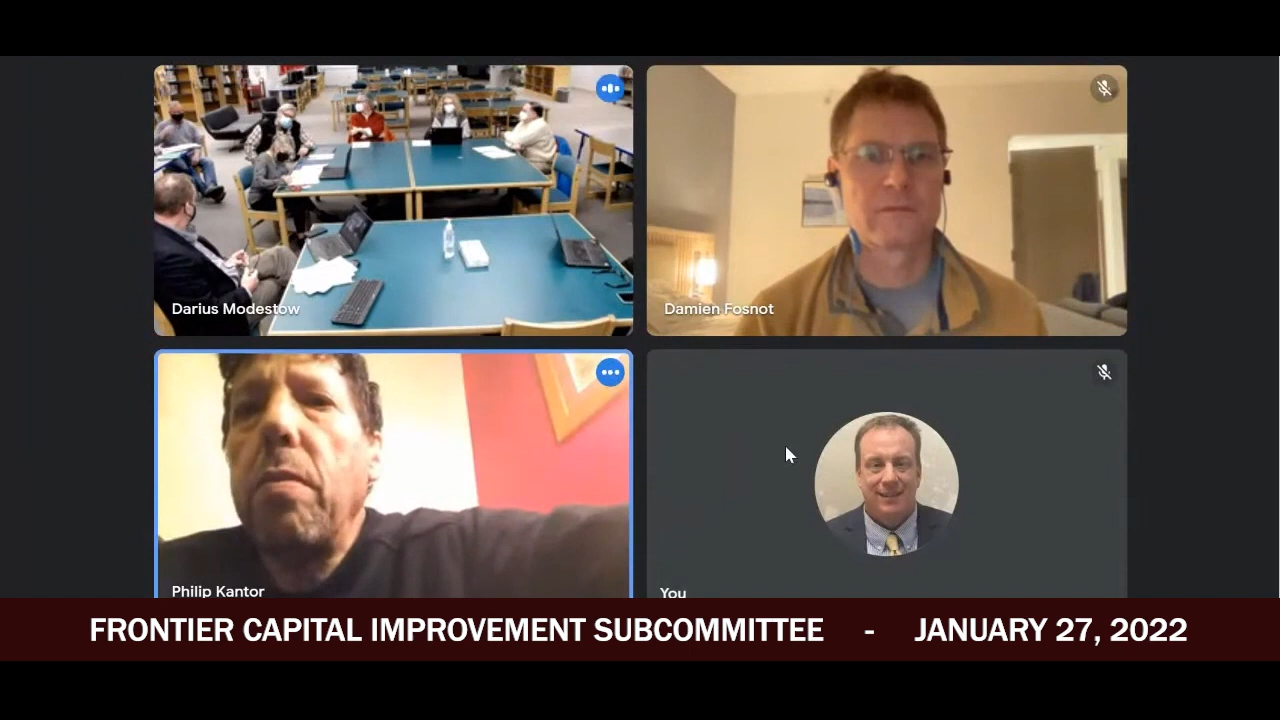 Darius Modestow
Damien Fosnot
Philip Kantor
You
FRONTIER CAPITAL IMPROVEMENT SUBCOMMITTEE - JANUARY 27, 2022